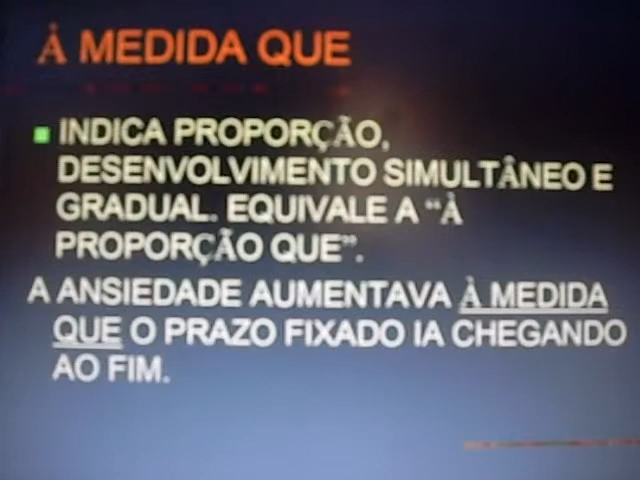 À MEDIDA QUE
INDICA PROPORÇÃO,
DESENVOLVIMENTO SIMULTÂNEO E
GRADUAL. EQUIVALE A “À
PROPORÇÃO QUE”.
A ANSIEDADE AUMENTAVA À MEDIDA
QUE O PRAZO FIXADO IA CHEGANDO
AO FIM.